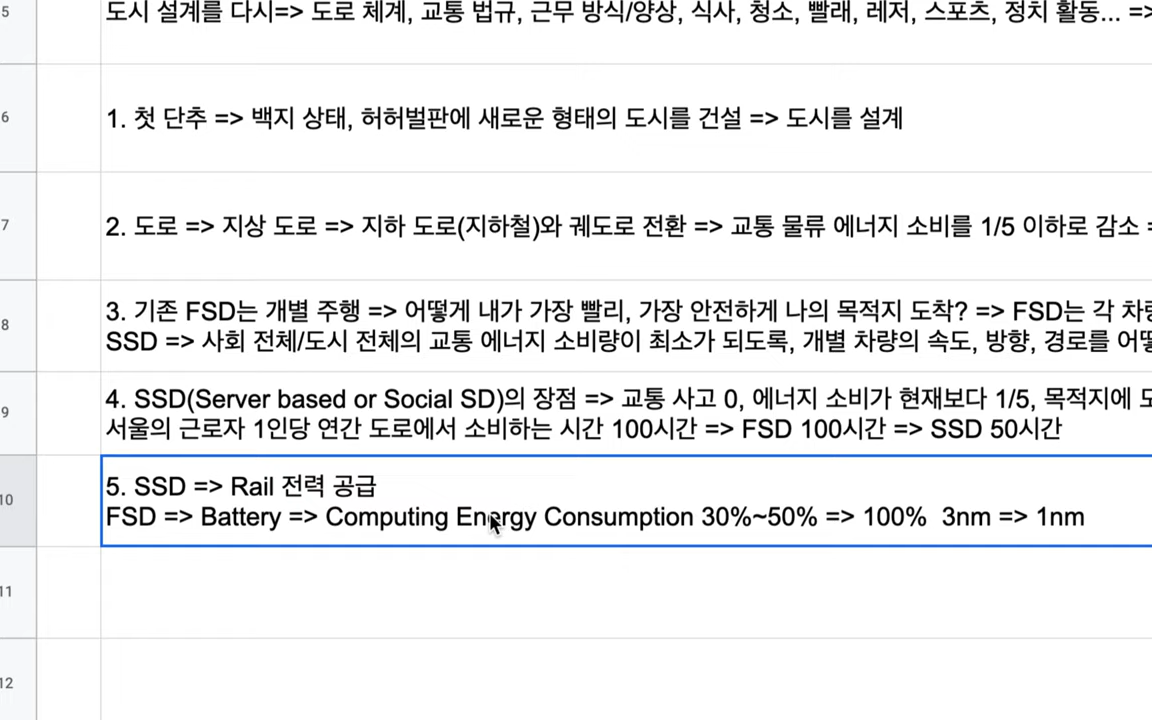 5
도시 설계를 다시=> 도로 체계, 교통 법규, 근무 방식/양상, 식사, 청소, 빨래, 레저, 스포츠, 정치 활동... =>
6
1. 첫 단추 => 백지 상태, 허허벌판에 새로운 형태의 도시를 건설 => 도시를 설계
7
2. 도로 => 지상 도로 => 지하 도로(지하철)와 궤도로 전환 => 교통 물류 에너지 소비를 1/5 이하로 감소 =
8
3. 기존 FSD는 개별 주행 => 어떻게 내가 가장 빨리, 가장 안전하게 나의 목적지 도착? => FSD는 각 차량
SSD => 사회 전체/도시 전체의 교통 에너지 소비량이 최소가 되도록, 개별 차량의 속도, 방향, 경로를 어떻
9
4. SSD(Server based or Social SD)의 장점 => 교통 사고 0, 에너지 소비가 현재보다 1/5, 목적지에 도
서울의 근로자 1인당 연간 도로에서 소비하는 시간 100시간 => FSD 100시간 => SSD 50시간
10
5. SSD => Rail 전력 공급
FSD => Battery => Computing Energy Consumption 30%~50% => 100%  3nm => 1nm
11
12